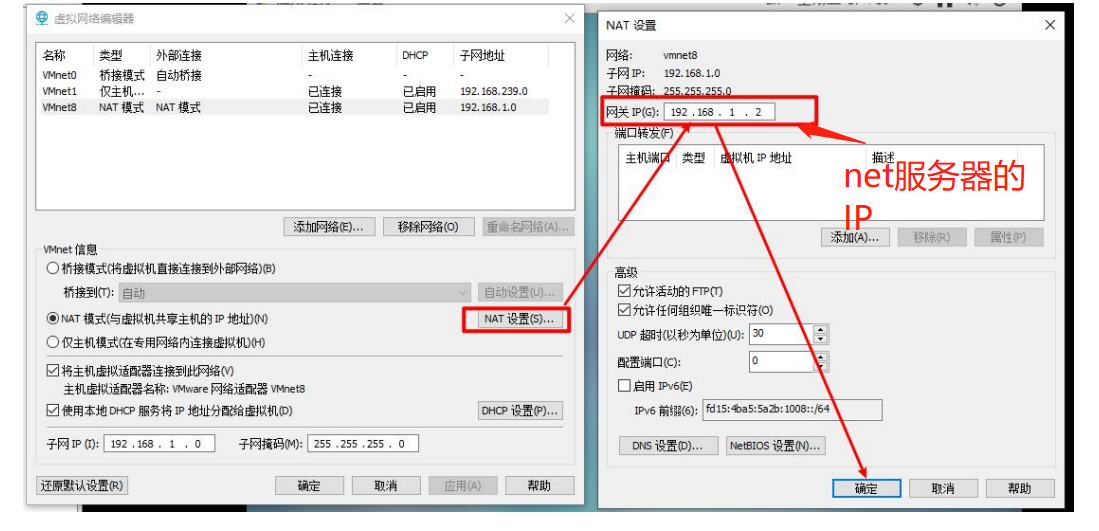 虚拟网络编辑器
名称 类型 外部连接 主机连接 DHCP 子网地址
VMnet0 桥接模式 自动桥接 - - -
VMnet1 仅主机... - 已连接 已启用 192.168.239.0
VMnet8 NAT 模式 NAT 模式 已连接 已启用 192.168.1.0
添加网络(E)... 移除网络(O) 重命名网络(A)...
VMnet 信息
桥接模式(将虚拟机直接连接到外部网络)(B)
桥接到(T): 自动 自动设置(U)...
NAT 模式(与虚拟机共享主机的 IP 地址)(N) NAT 设置(S)...
仅主机模式(在专用网络内连接虚拟机)(H)
将主机虚拟适配器连接到此网络(V)
主机虚拟适配器名称: VMware 网络适配器 VMnet8
使用本地 DHCP 服务将 IP 地址分配给虚拟机(D) DHCP 设置(P)...
子网 IP (I): 192 . 168 . 1 . 0 子网掩码(M): 255 . 255 . 255 . 0
还原默认设置(R) 确定 取消 应用(A) 帮助
NAT 设置
网络: vmnet8
子网 IP: 192.168.1.0
子网掩码: 255.255.255.0
网关 IP(G): 192 . 168 . 1 . 2
端口转发(F)
主机端口 类型 虚拟机 IP 地址 描述
net服务器的
IP
添加(A)... 移除(R) 属性(P)
高级
允许活动的 FTP(T)
允许任何组织唯一标识符(O)
UDP 超时(以秒为单位)(U): 30
配置端口(C): 0
启用 IPv6(E)
IPv6 前缀(6): fd15:4ba5:5a2b:1008::/64
DNS 设置(D)... NetBIOS 设置(N)...
确定 取消 帮助